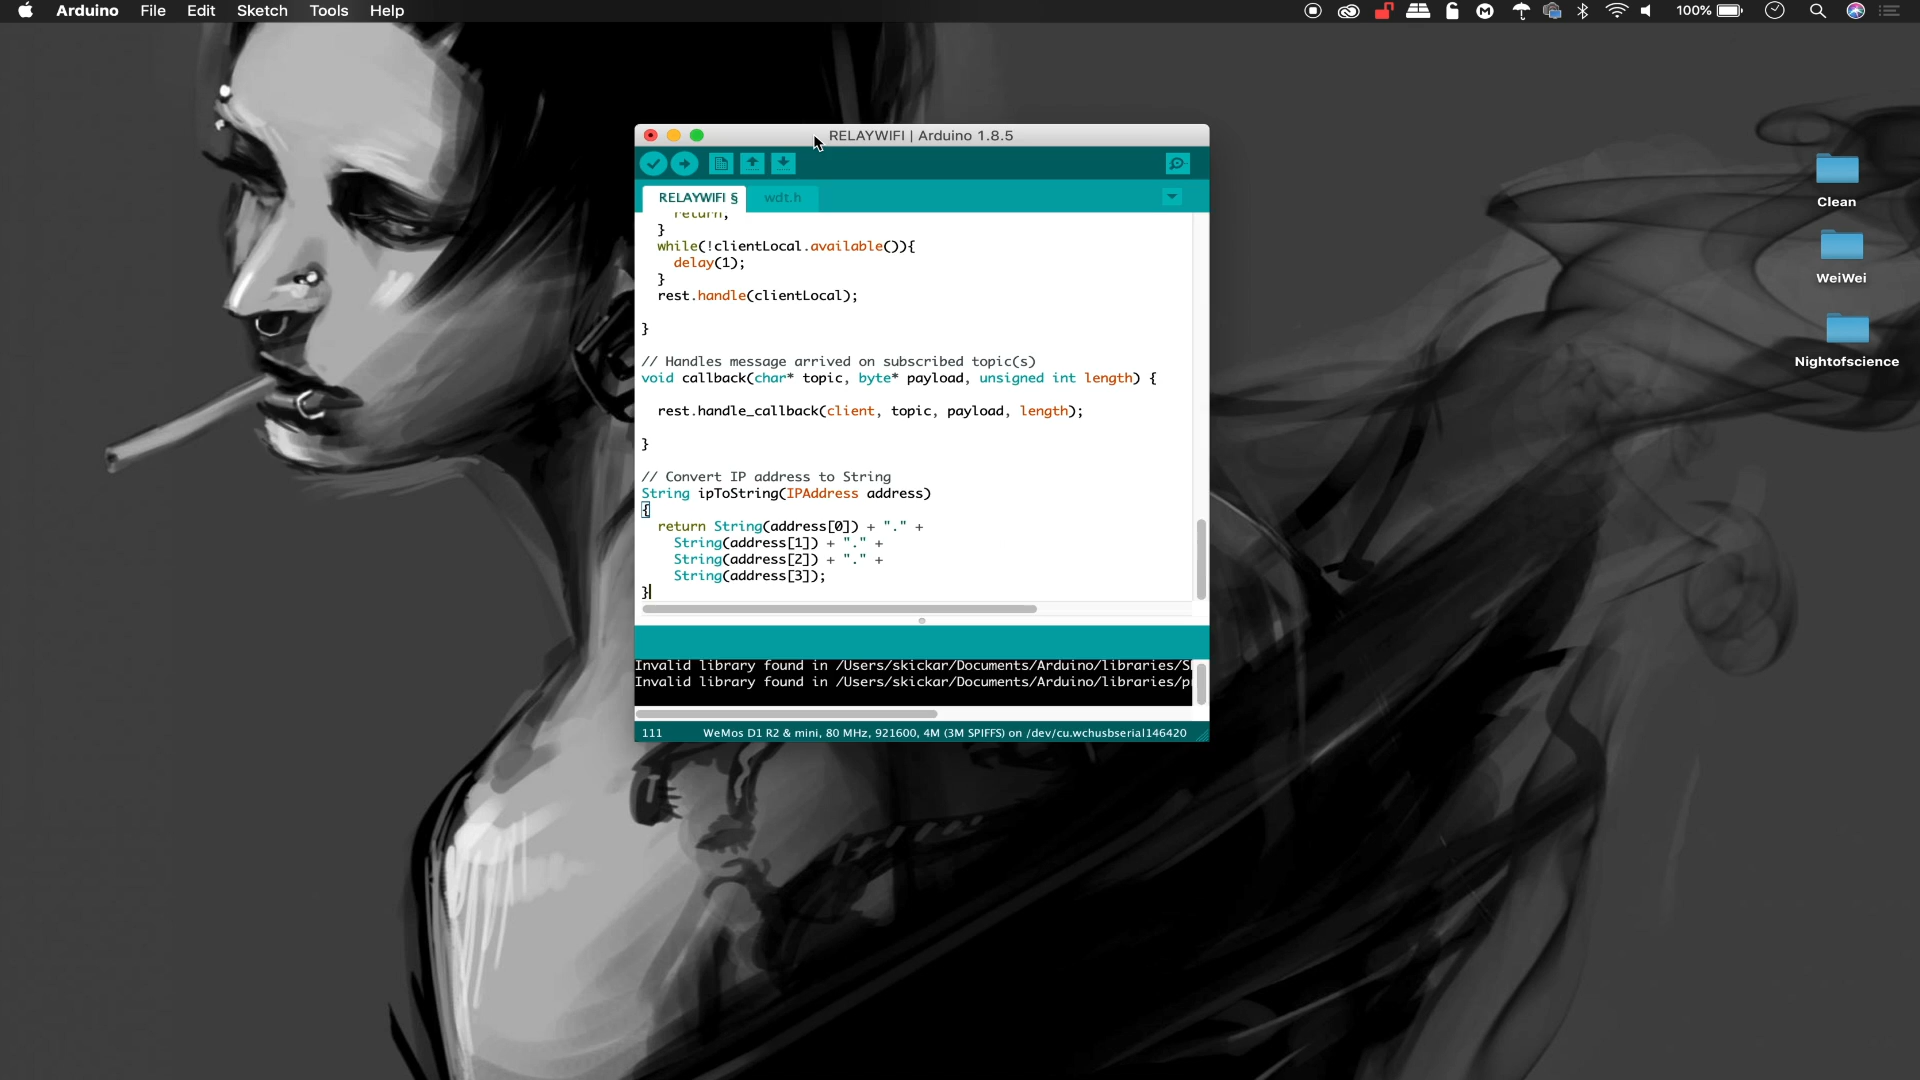 Arduino File Edit Sketch Tools Help 100%
RELAYWIFI | Arduino 1.8.5
RELAYWIFI § wdt.h
return;
}
while(!clientLocal.available()){
delay(1);
}
rest.handle(clientLocal);
}
// Handles message arrived on subscribed topic(s)
void callback(char* topic, byte* payload, unsigned int length) {
rest.handle_callback(client, topic, payload, length);
}
// Convert IP address to String
String ipToString(IPAddress address)
{
return String(address[0]) + "." +
String(address[1]) + "." +
String(address[2]) + "." +
String(address[3]);
}
Invalid library found in /Users/skickar/Documents/Arduino/libraries/S
Invalid library found in /Users/skickar/Documents/Arduino/libraries/p
111 WeMos D1 R2 & mini, 80 MHz, 921600, 4M (3M SPIFFS) on /dev/cu.wchusbserial146420
Clean
WeiWei
Nightofscience